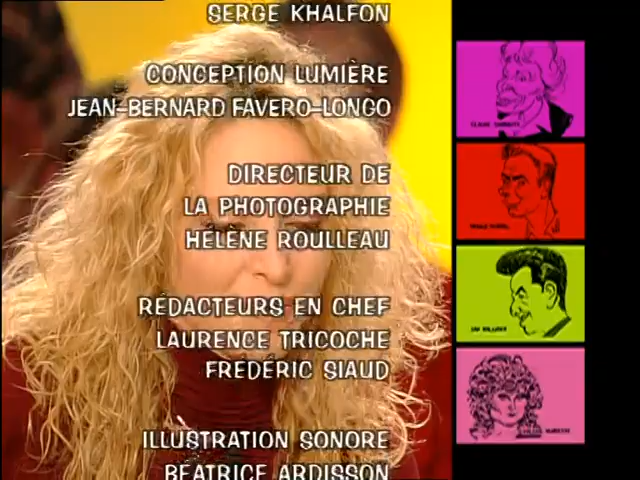 SERGE KHALFON
CONCEPTION LUMIÈRE
JEAN-BERNARD FAVERO-LONGO
DIRECTEUR DE
LA PHOTOGRAPHIE
HÉLÈNE ROULLEAU
RÉDACTEURS EN CHEF
LAURENCE TRICOCHE
FRÉDÉRIC SIAUD
ILLUSTRATION SONORE
BÉATRICE ARDISSON